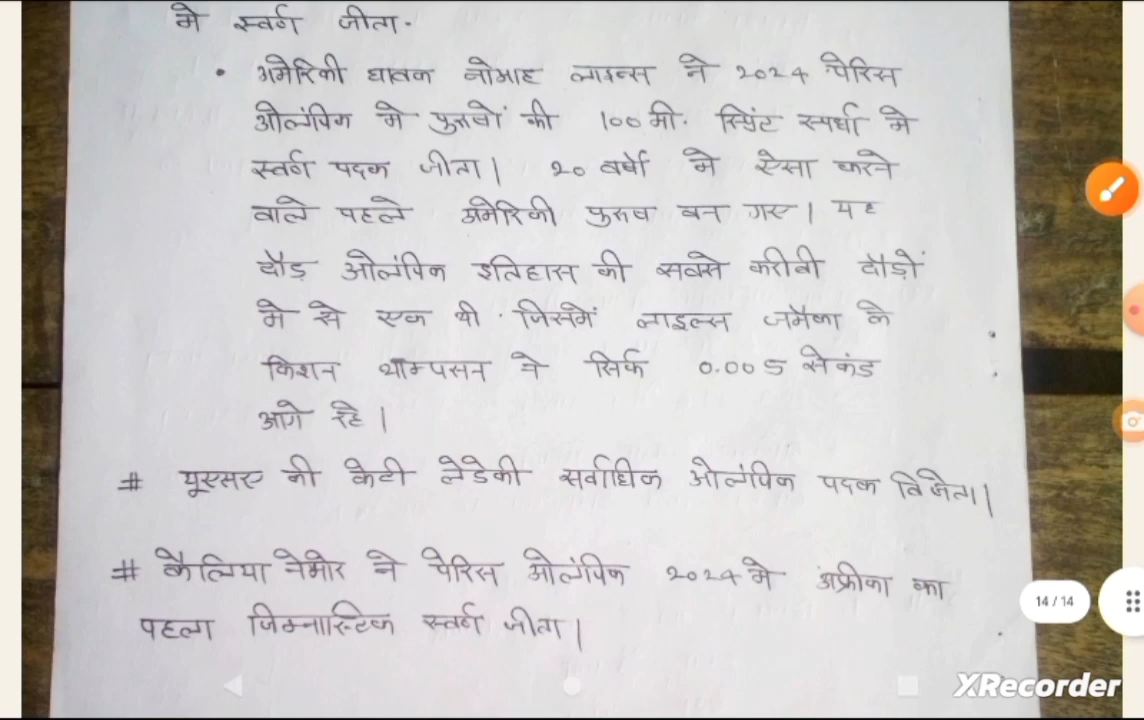 मे स्वर्ण जीता.
• अमेरिकी धावक नोमाह लाइन्स ने 2024 पेरिस
ओलंपिक मे पुरुषों की 100 मी. स्प्रिंट स्पर्धा मे
स्वर्ण पदक जीता। 20 वर्षो मे ऐसा करने
वाले पहले अमेरिकी पुरुष बन गए। यह
दौड़ ओलंपिक इतिहास की सबसे करीबी दौड़ों
मे से एक थी. जिसमें लाइल्स जमैका के
किशन थाम्पसन ने सिर्फ 0.005 सेकंड
आगे रहे।
# यूएसए की केटी लेडेकी सर्वाधिक ओलंपिक पदक विजेता।
# कैलिया नेमोर ने पेरिस ओलंपिक 2024 मे अफ्रीका का
पहला जिम्नास्टिक स्वर्ण जीता।
14/14
XRecorder